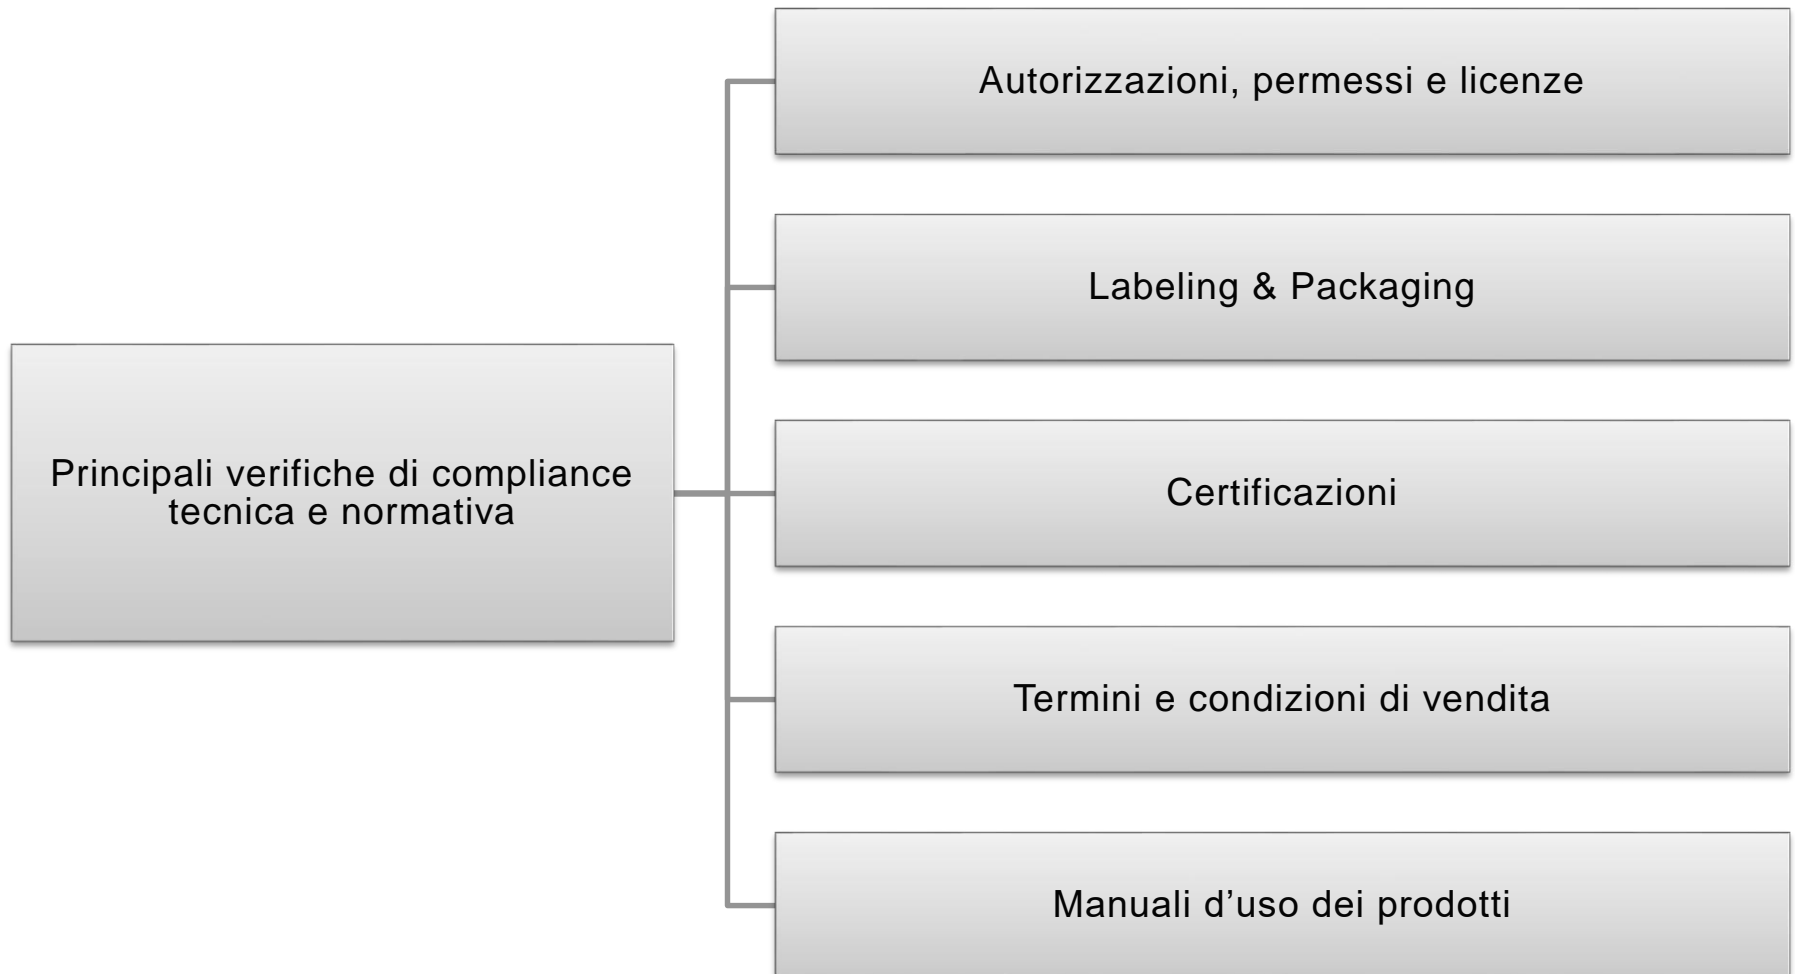 Autorizzazioni, permessi e licenze
Labeling & Packaging
Principali verifiche di compliance
tecnica e normativa
Certificazioni
Termini e condizioni di vendita
Manuali d’uso dei prodotti